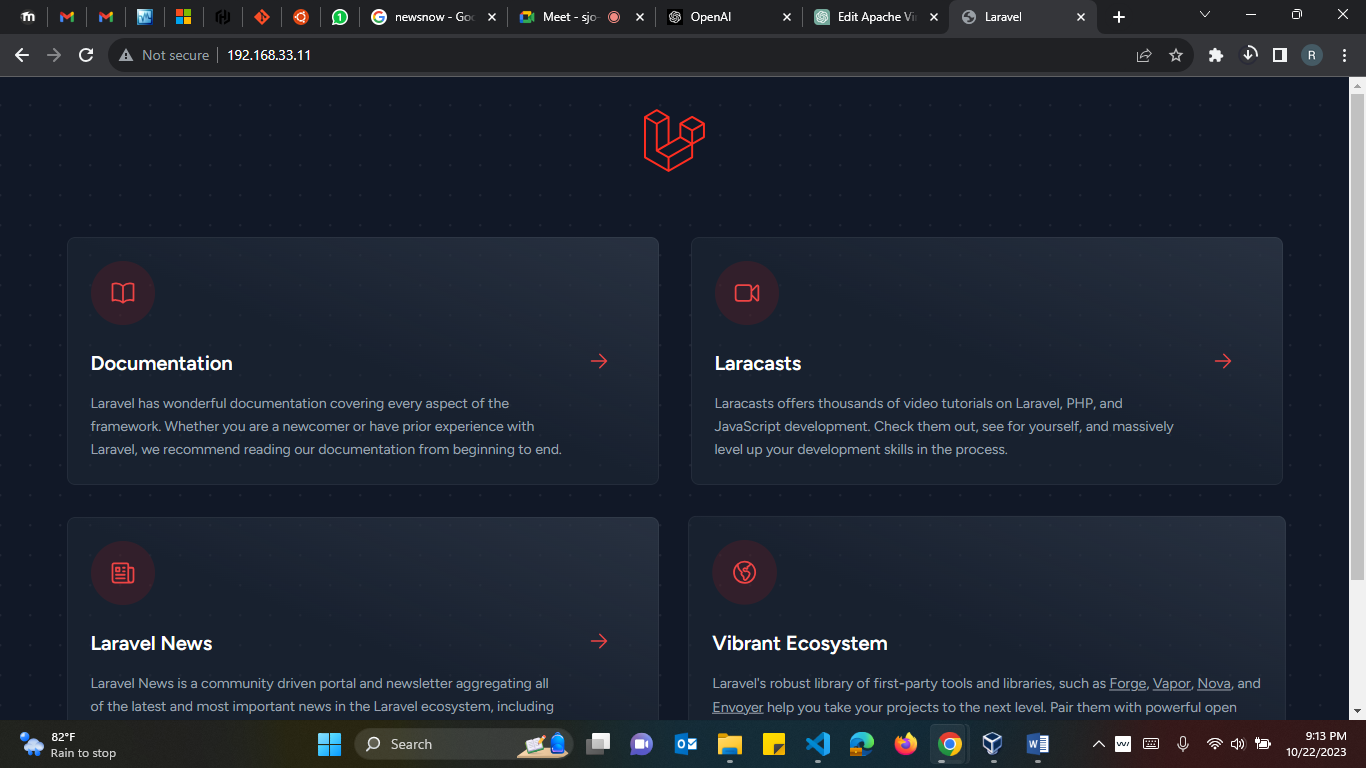 newsnow - Goo
Meet - sjo-
OpenAI
Edit Apache Vir
Laravel
Not secure
192.168.33.11
R
Documentation
Laravel has wonderful documentation covering every aspect of the
framework. Whether you are a newcomer or have prior experience with
Laravel, we recommend reading our documentation from beginning to end.
Laracasts
Laracasts offers thousands of video tutorials on Laravel, PHP, and
JavaScript development. Check them out, see for yourself, and massively
level up your development skills in the process.
Laravel News
Laravel News is a community driven portal and newsletter aggregating all
of the latest and most important news in the Laravel ecosystem, including
Vibrant Ecosystem
Laravel's robust library of first-party tools and libraries, such as Forge, Vapor, Nova, and
Envoyer help you take your projects to the next level. Pair them with powerful open
82°F
Rain to stop
Search
9:13 PM
10/22/2023